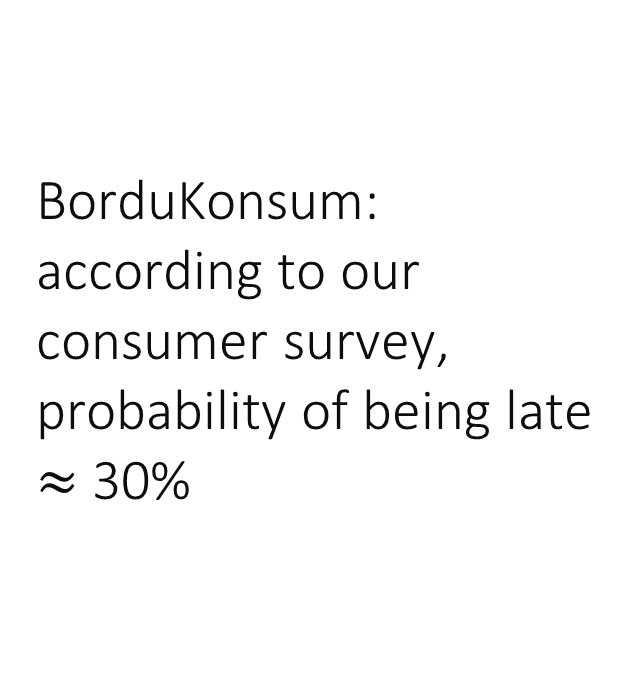 BorduKonsum:
according to our
consumer survey,
probability of being late
≈ 30%